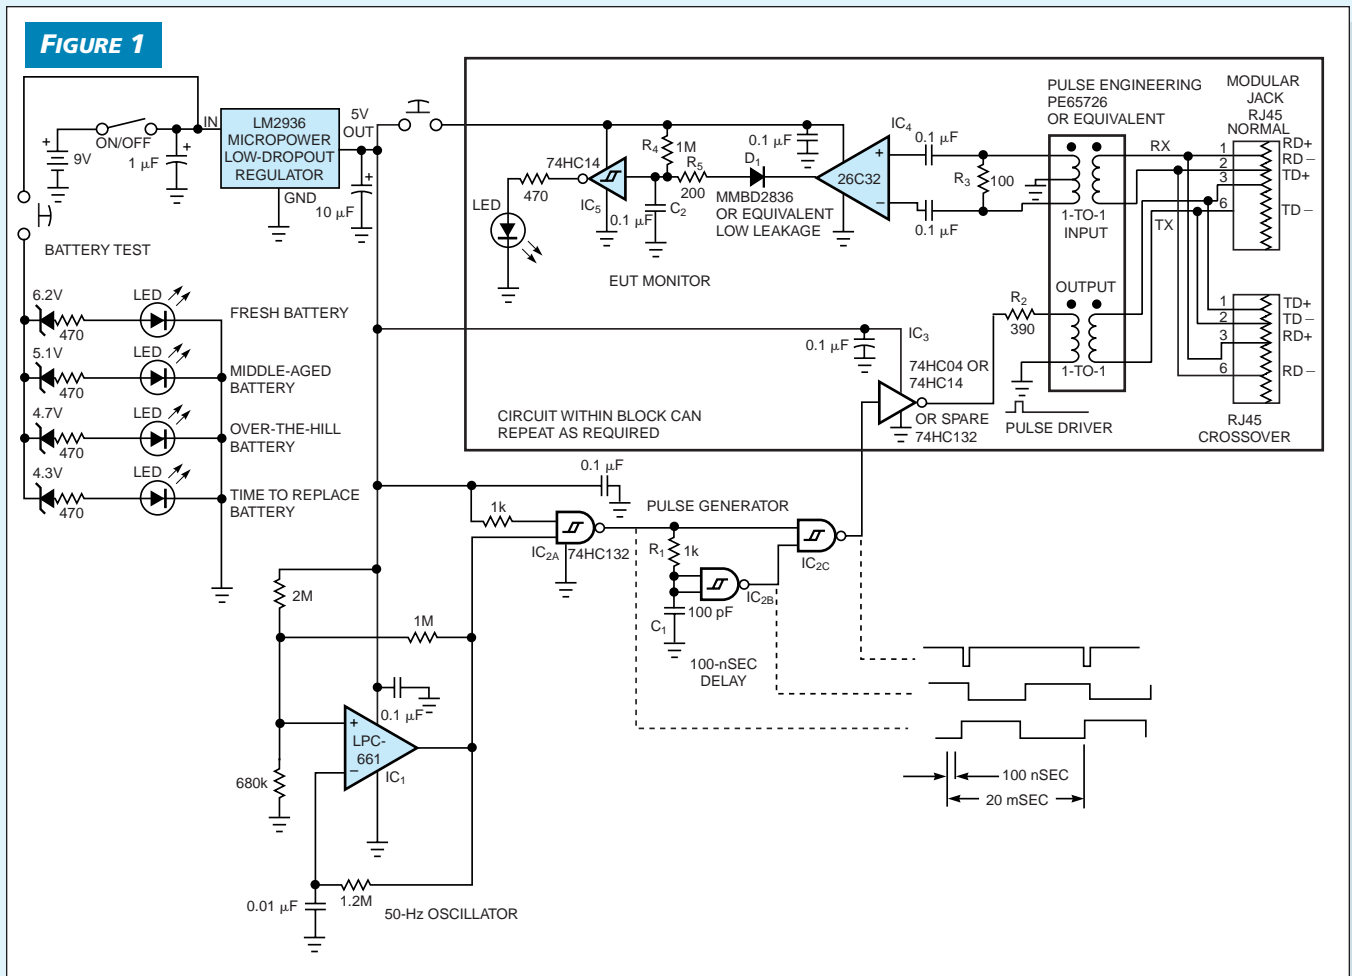 FIGURE 1
9V
ON/OFF
1 µF
IN
LM2936
MICROPOWER
LOW-DROPOUT
REGULATOR
5V
OUT
GND
10 µF
BATTERY TEST
6.2V
LED
470
FRESH BATTERY
5.1V
LED
470
MIDDLE-AGED
BATTERY
4.7V
LED
470
OVER-THE-HILL
BATTERY
4.3V
LED
470
TIME TO REPLACE
BATTERY
LED
470
74HC14
IC5
R4
1M
R5
200
0.1 µF
C2
D1
MMBD2836
OR EQUIVALENT
LOW LEAKAGE
0.1 µF
26C32
+
−
IC4
0.1 µF
0.1 µF
R3
100
EUT MONITOR
PULSE ENGINEERING
PE65726
OR EQUIVALENT
1-TO-1
INPUT
OUTPUT
1-TO-1
RX
TX
MODULAR
JACK
RJ45
NORMAL
1
RD+
2
RD−
3
TD+
6
TD−
1
TD+
2
TD−
3
RD+
6
RD−
RJ45
CROSSOVER
R2
390
0.1 µF
IC3
74HC04 OR
74HC14
OR SPARE
74HC132
PULSE DRIVER
CIRCUIT WITHIN BLOCK CAN
REPEAT AS REQUIRED
0.1 µF
1k
IC2A
74HC132
PULSE GENERATOR
R1
1k
IC2B
100 pF
C1
IC2C
100-nSEC
DELAY
2M
1M
0.1 µF
+
LPC-
661
−
IC1
680k
0.01 µF
1.2M
50-Hz OSCILLATOR
100 nSEC
20 mSEC